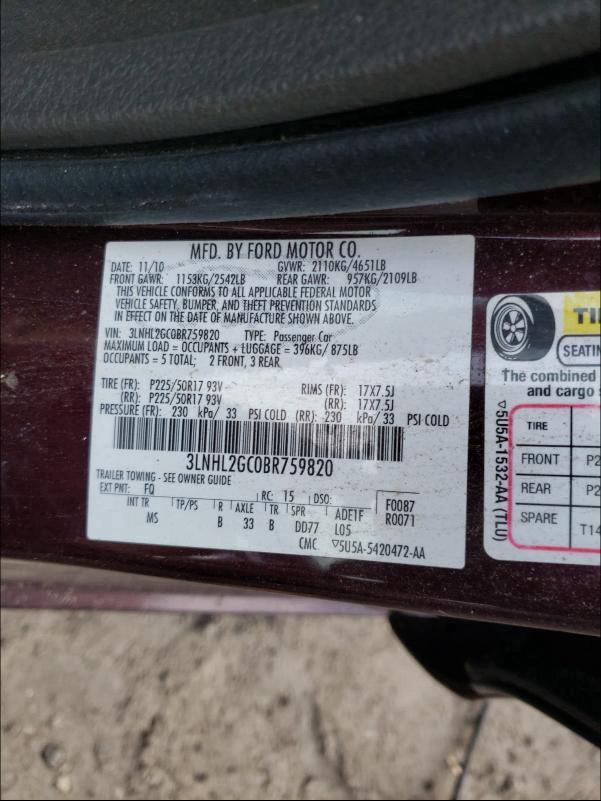 MFD. BY FORD MOTOR CO.
DATE: 11/10 GVWR: 2110KG/4651LB
FRONT GAWR: 1153KG/2542LB REAR GAWR: 957KG/2109LB
THIS VEHICLE CONFORMS TO ALL APPLICABLE FEDERAL MOTOR
VEHICLE SAFETY, BUMPER, AND THEFT PREVENTION STANDARDS
IN EFFECT ON THE DATE OF MANUFACTURE SHOWN ABOVE.
VIN: 3LNHL2GC0BR759820 TYPE: Passenger Car
MAXIMUM LOAD = OCCUPANTS + LUGGAGE = 396KG/ 875LB
OCCUPANTS = 5 TOTAL; 2 FRONT, 3 REAR
TIRE (FR): P225/50R17 93V RIMS (FR): 17X7.5J
(RR): P225/50R17 93V (RR): 17X7.5J
PRESSURE (FR): 230 kPa/ 33 PSI COLD (RR): 230 kPa/ 33 PSI COLD
3LNHL2GC0BR759820
TRAILER TOWING - SEE OWNER GUIDE
EXT PNT: FQ RC: 15 DSO: F0087
INT TR TP/PS R AXLE TR SPR ADE1F R0071
MS B 33 B DD77 L05
CMC ▽5U5A-5420472-AA
TI
SEATIN
The combined
and cargo s
TIRE
FRONT P2
REAR P2
SPARE T14
▽5U5A-1532-AA (TLU)